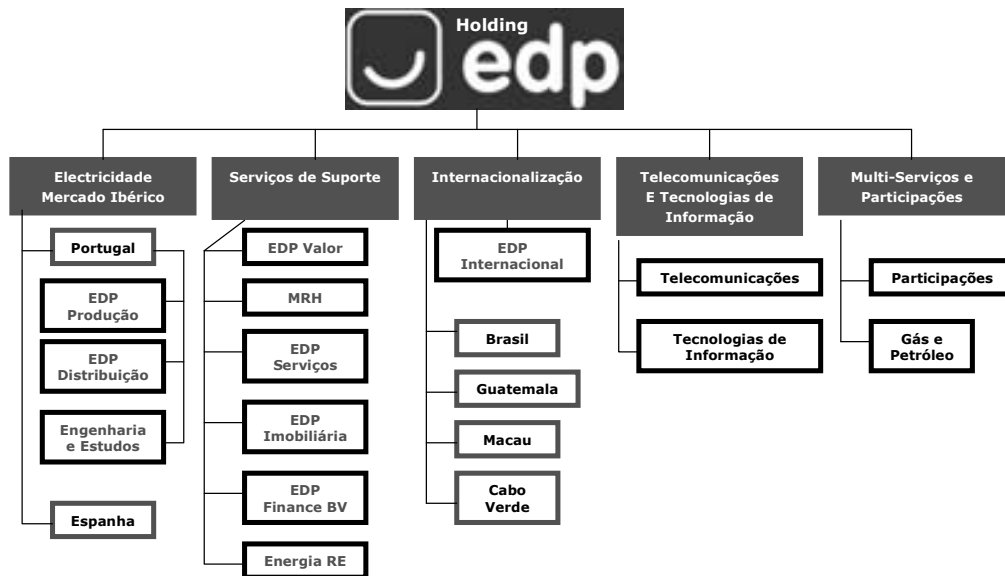 Holding
edp
Electricidade
Mercado Ibérico
Serviços de Suporte
Internacionalização
Telecomunicações
E Tecnologias de
Informação
Multi-Serviços e
Participações
Portugal
EDP
Produção
EDP
Distribuição
Engenharia
e Estudos
Espanha
EDP Valor
MRH
EDP
Serviços
EDP
Imobiliária
EDP
Finance BV
Energia RE
EDP
Internacional
Brasil
Guatemala
Macau
Cabo
Verde
Telecomunicações
Tecnologias de
Informação
Participações
Gás e
Petróleo